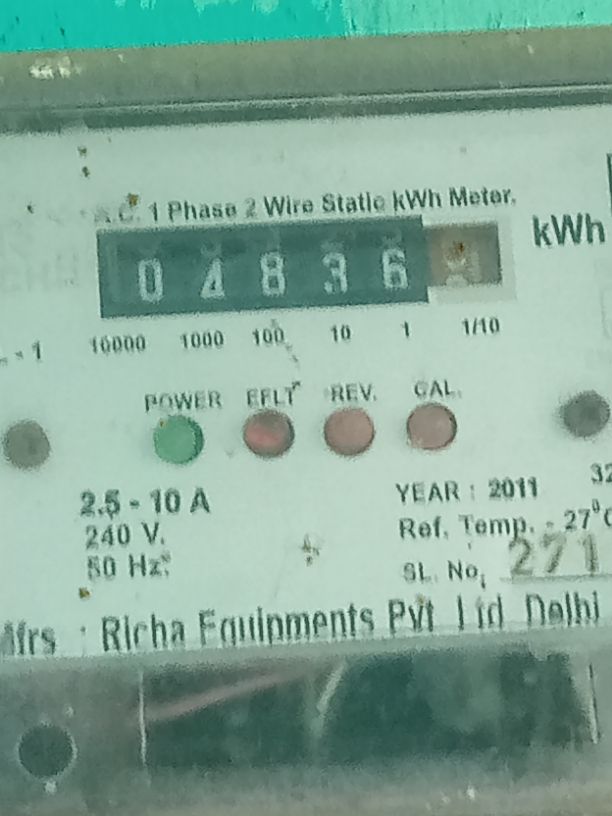 A.C. 1 Phase 2 Wire Static kWh Meter.
kWh
0 4 8 3 6
10000 1000 100 10 1 1/10
POWER EFLT REV. CAL.
2.5 - 10 A
240 V.
50 Hz.
YEAR : 2011
Ref. Temp. - 27°C
SL. No. 271
Mfrs : Richa Equipments Pvt Ltd Delhi